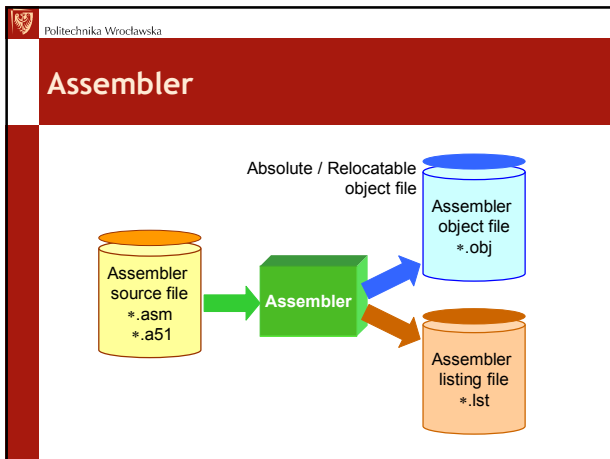 Politechnika Wrocławska
Assembler
Absolute / Relocatable
object file
Assembler
object file
*.obj
Assembler
source file
*.asm
*.a51
Assembler
Assembler
listing file
*.lst